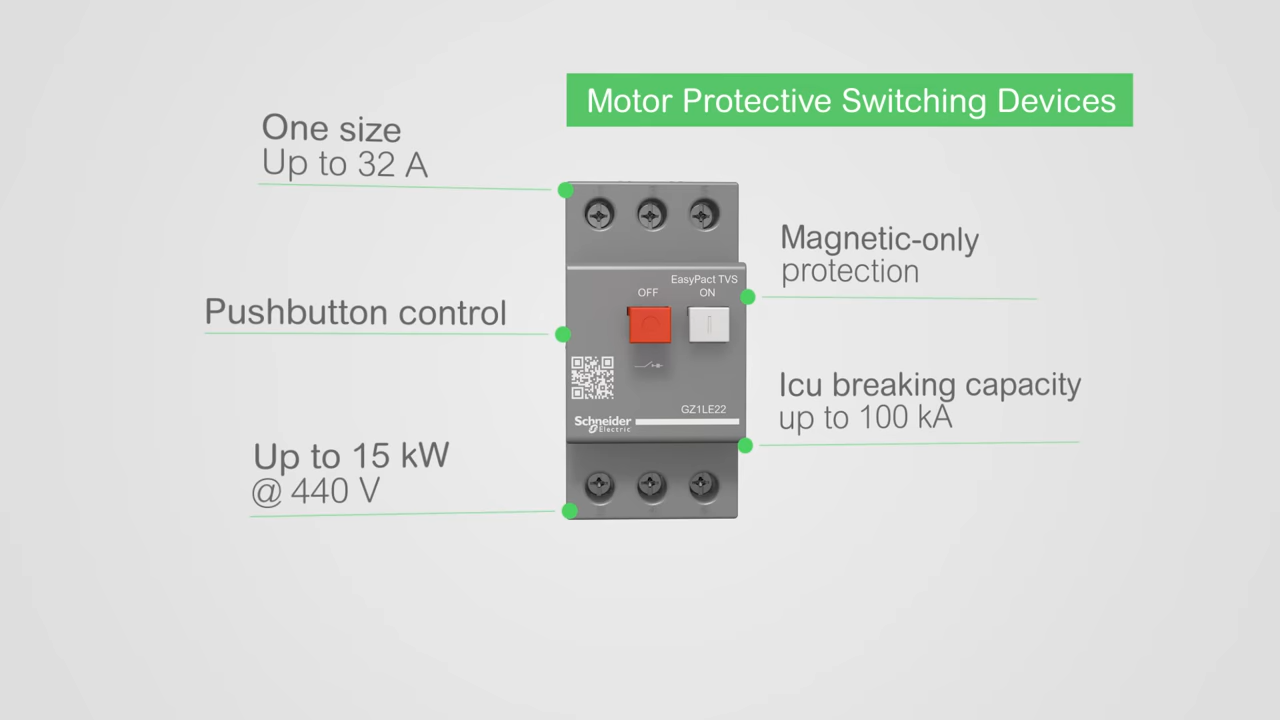 Motor Protective Switching Devices
One size
Up to 32 A
Pushbutton control
Up to 15 kW
@ 440 V
Magnetic-only
protection
Icu breaking capacity
up to 100 kA
EasyPact TVS
OFF ON
GZ1LE22
Schneider
Electric